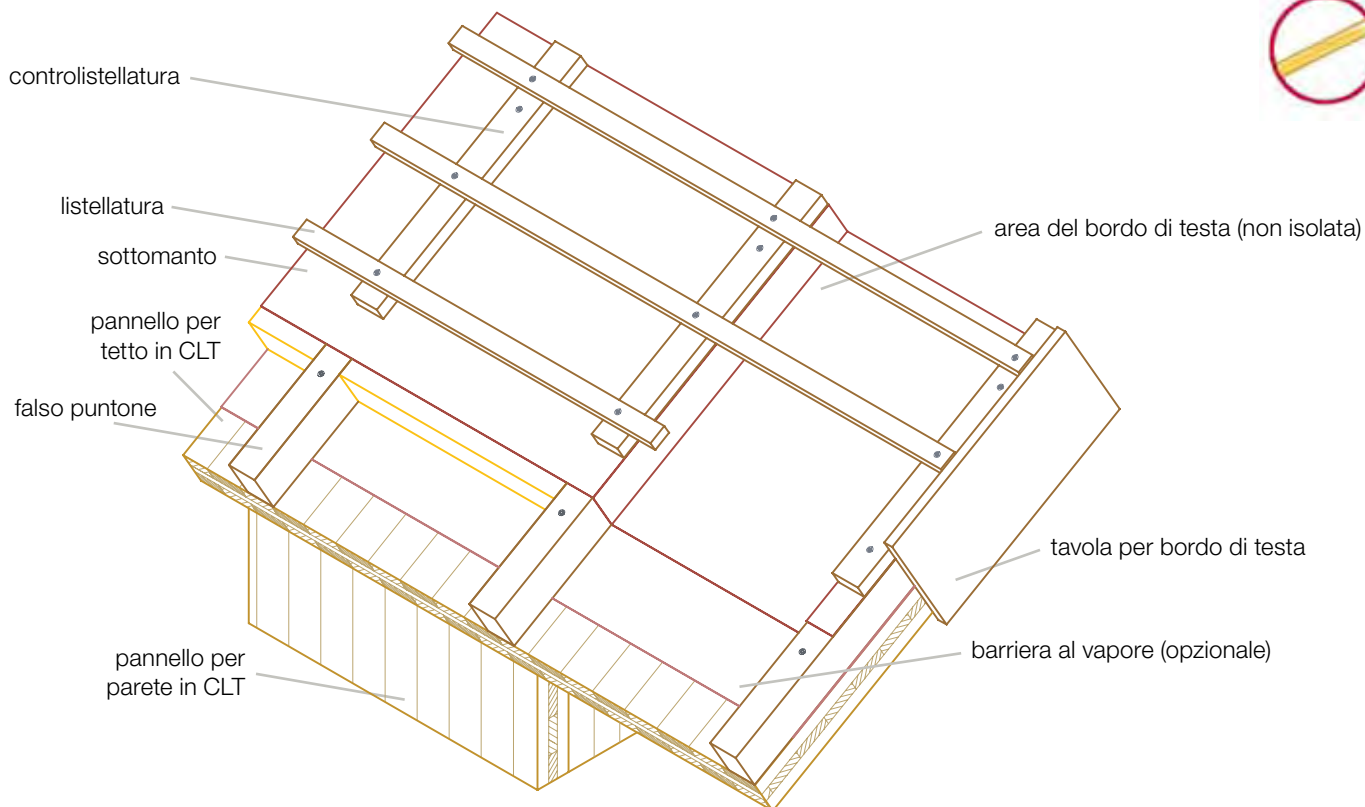 controlistellatura
listellatura
sottomanto
pannello per
tetto in CLT
falso puntone
pannello per
parete in CLT
area del bordo di testa (non isolata)
tavola per bordo di testa
barriera al vapore (opzionale)